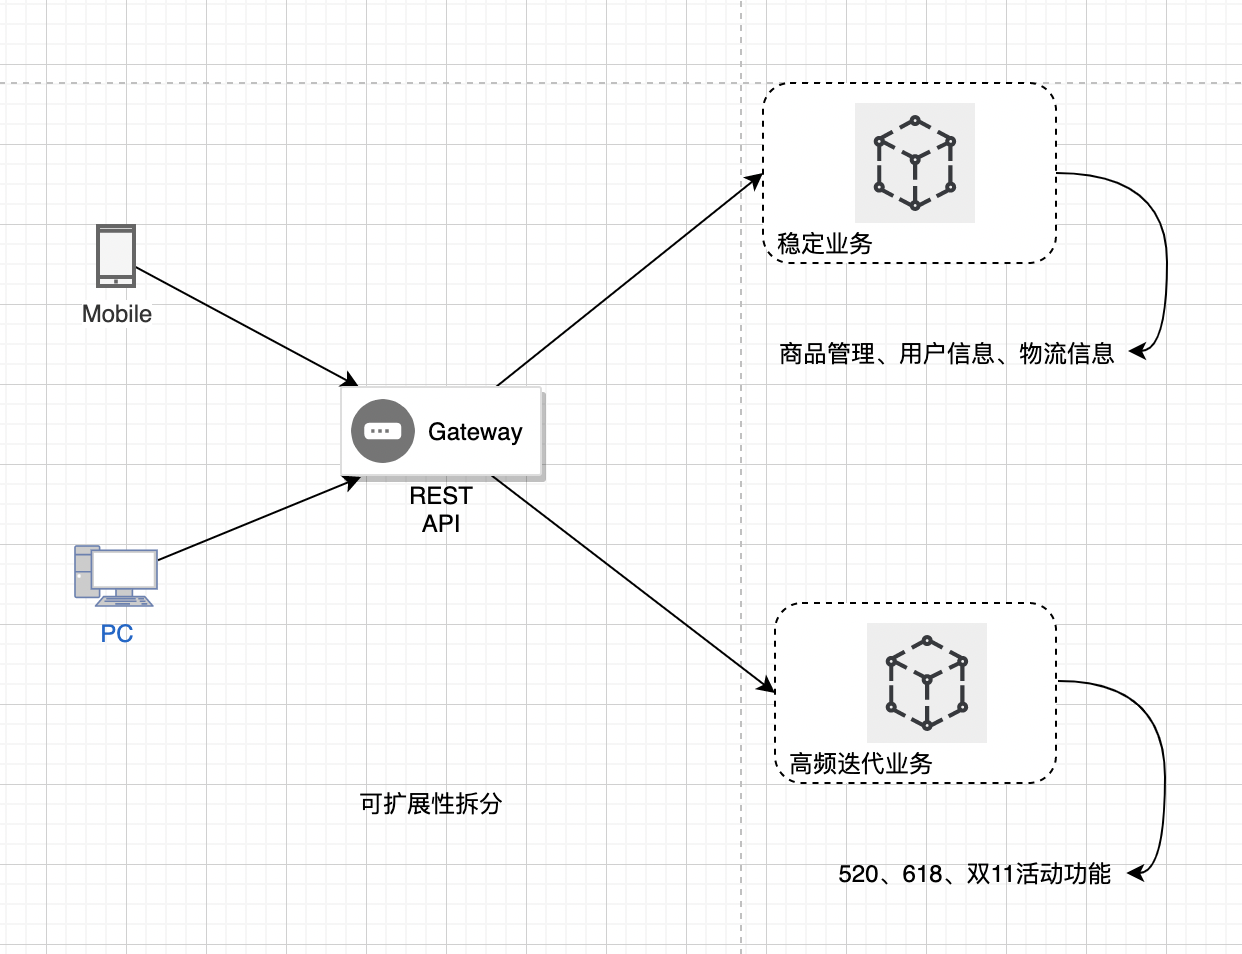 稳定业务
Mobile
商品管理、用户信息、物流信息
Gateway
REST
API
PC
高频迭代业务
可扩展性拆分
520、618、双11活动功能